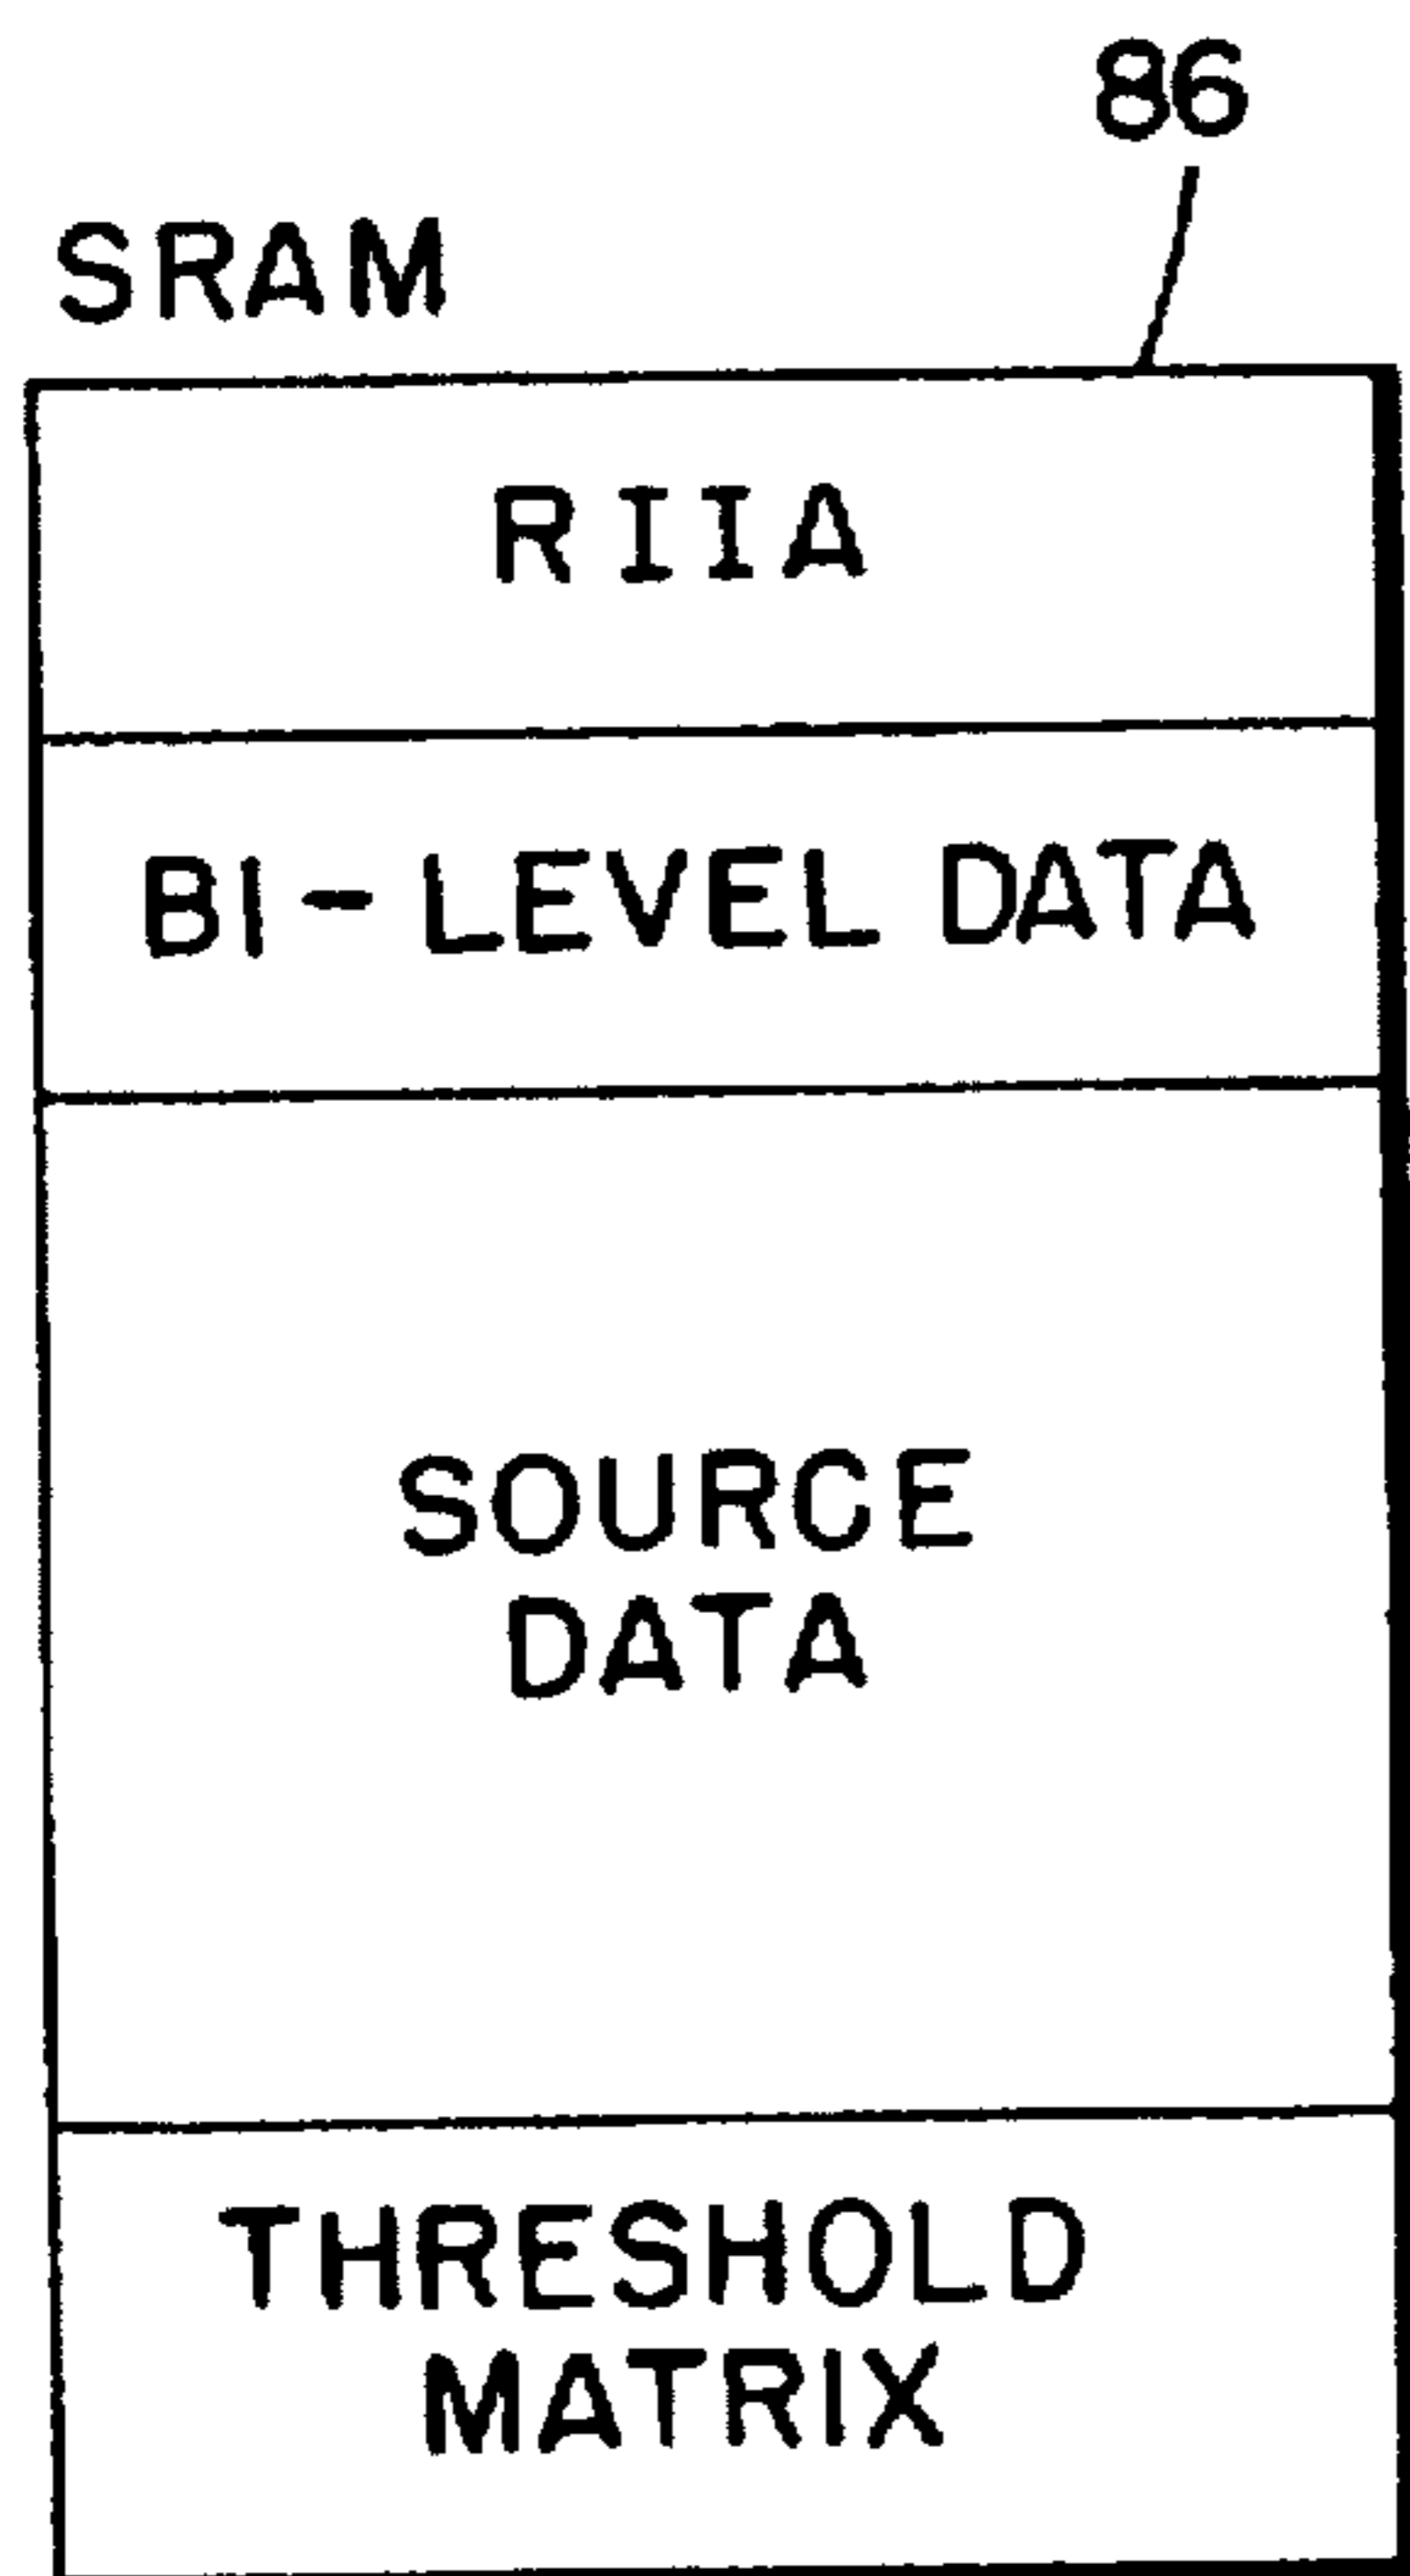 86
SRAM
RIIA
BI-LEVEL DATA
SOURCE
DATA
THRESHOLD
MATRIX